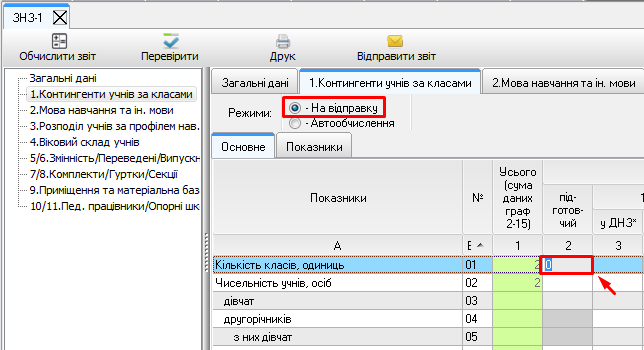 ЗНЗ-1
Обчислити звіт
Перевірити
Друк
Відправити звіт
Загальні дані
1.Контингенти учнів за класами
2.Мова навчання та ін. мови
3.Розподіл учнів за профілем нав.
4.Віковий склад учнів
5/6.Змінність/Переведені/Випускн
7/8.Комплекти/Гуртки/Секції
9.Приміщення та матеріальна баз
10/11.Пед. працівники/Опорні шк
Загальні дані
1.Контингенти учнів за класами
2.Мова навчання та ін. мови
Режими:
- На відправку
- Автообчислення
Основне
Показники
Показники
№
Усього
(сума
даних
граф
2-15)
під-
готов-
чий
1
у ДНЗ*
А
Б
1
2
3
Кількість класів, одиниць
01
2
0
Чисельність учнів, осіб
02
2
дівчат
03
другорічників
04
з них дівчат
05